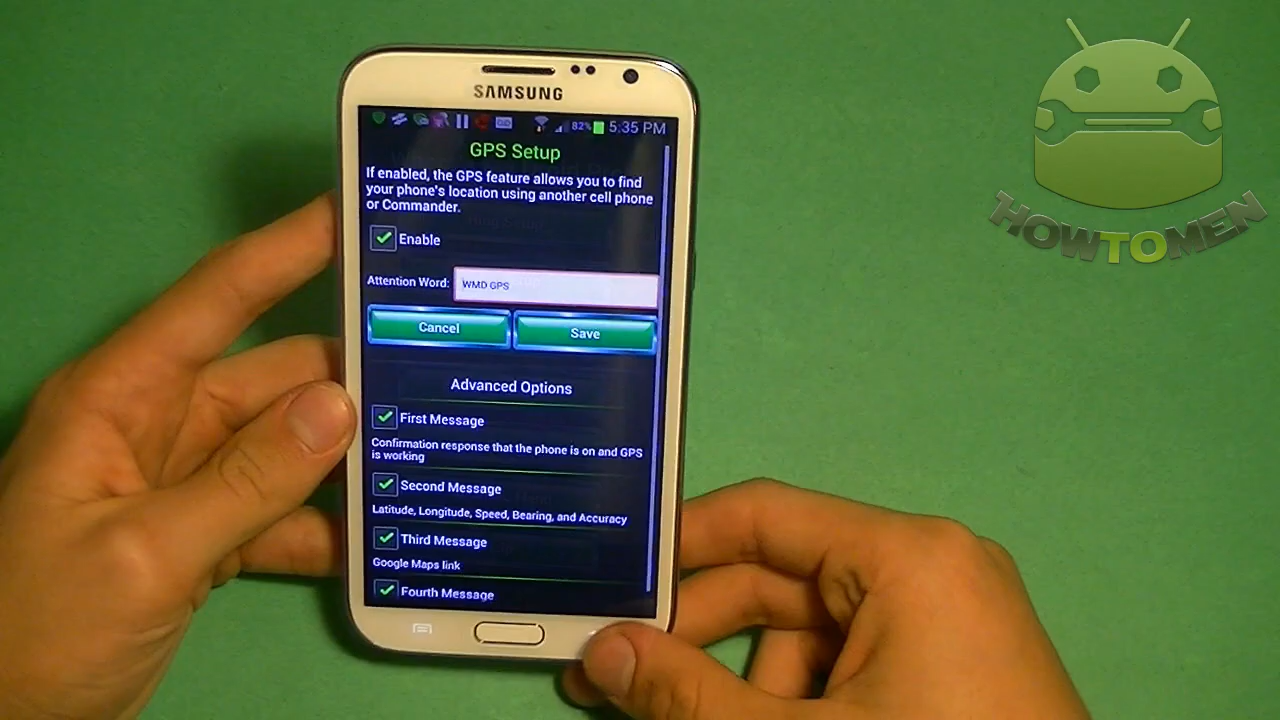 SAMSUNG
82% 5:35 PM
GPS Setup
If enabled, the GPS feature allows you to find
your phone's location using another cell phone
or Commander.
Enable
Attention Word: WMD GPS
Cancel Save
Advanced Options
First Message
Confirmation response that the phone is on and GPS
is working
Second Message
Latitude, Longitude, Speed, Bearing, and Accuracy
Third Message
Google Maps link
Fourth Message
HOWTOMEN